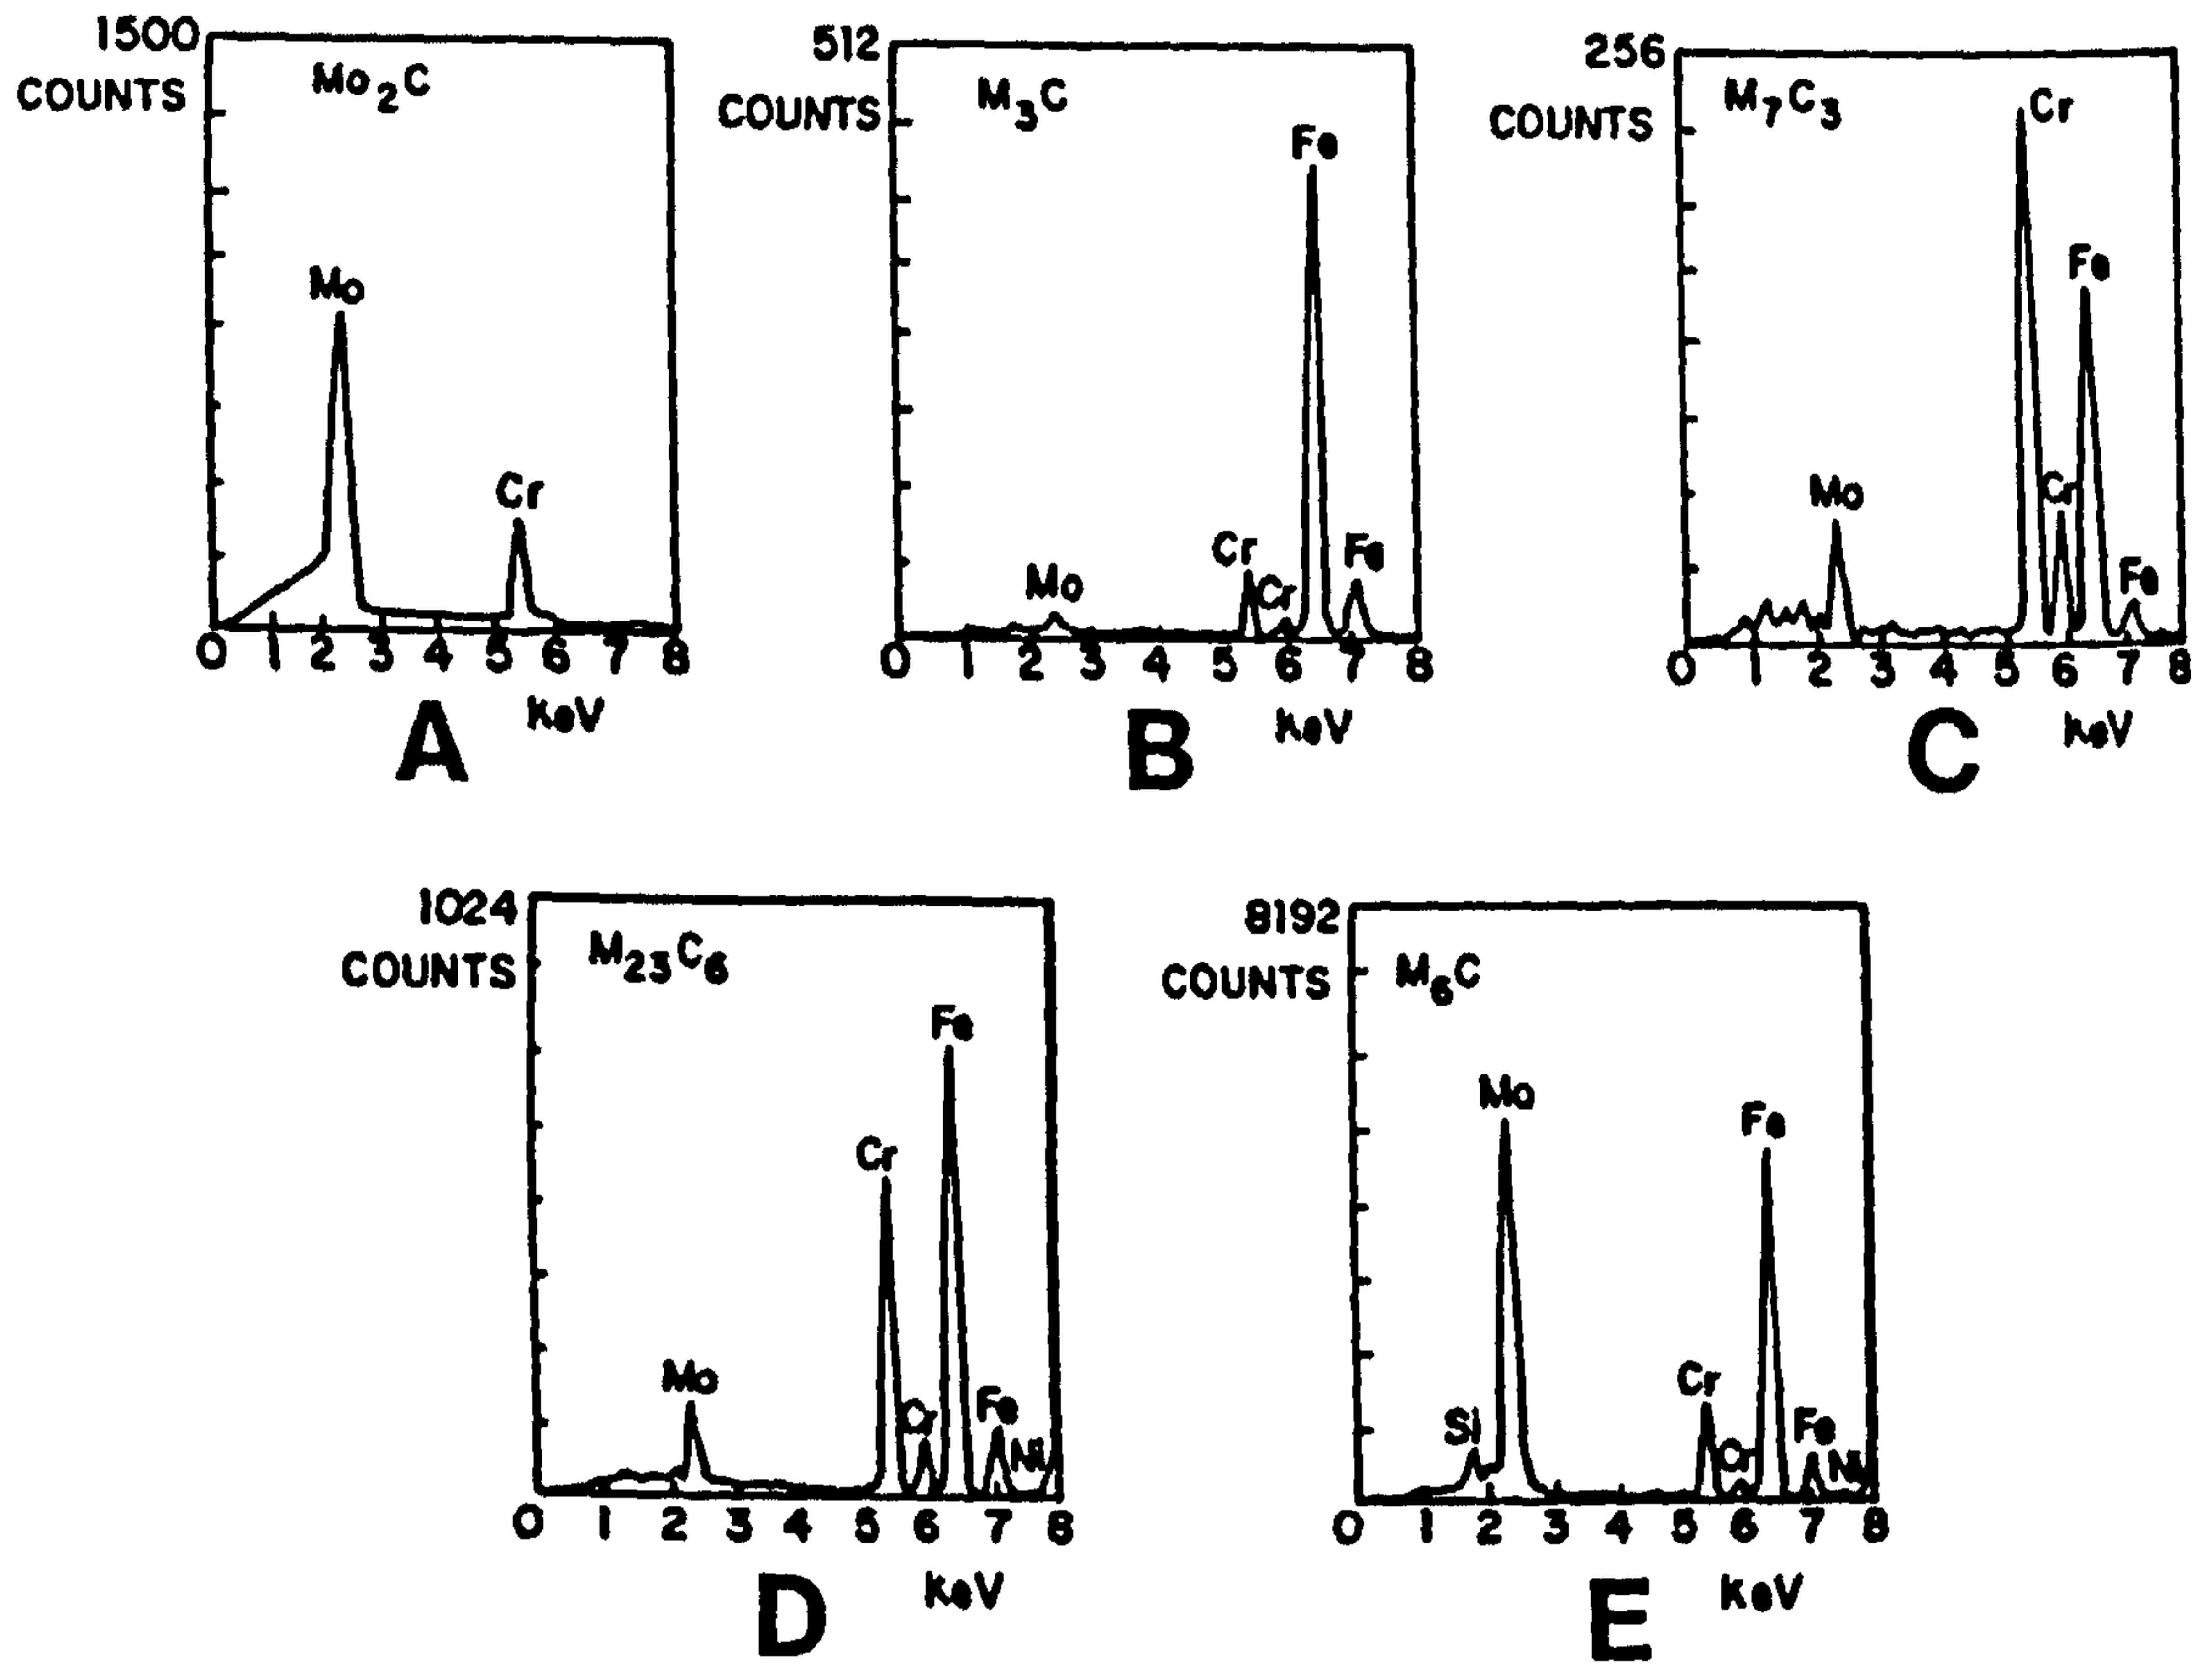 1500
COUNTS
Mo2C
Mo
Cr
0 1 2 3 4 5 6 7 8
KeV
A
512
COUNTS
M3C
Fe
Mo
Cr
Cr
Fe
0 1 2 3 4 5 6 7 8
KeV
B
256
COUNTS
M7C3
Cr
Fe
Mo
Cr
Fe
0 1 2 3 4 5 6 7 8
KeV
C
1024
COUNTS
M23C6
Fe
Cr
Mo
Cr
Fe
Ni
0 1 2 3 4 5 6 7 8
KeV
D
8192
COUNTS
M6C
Mo
Fe
Si
Cr
Cr
Fe
Ni
0 1 2 3 4 5 6 7 8
KeV
E